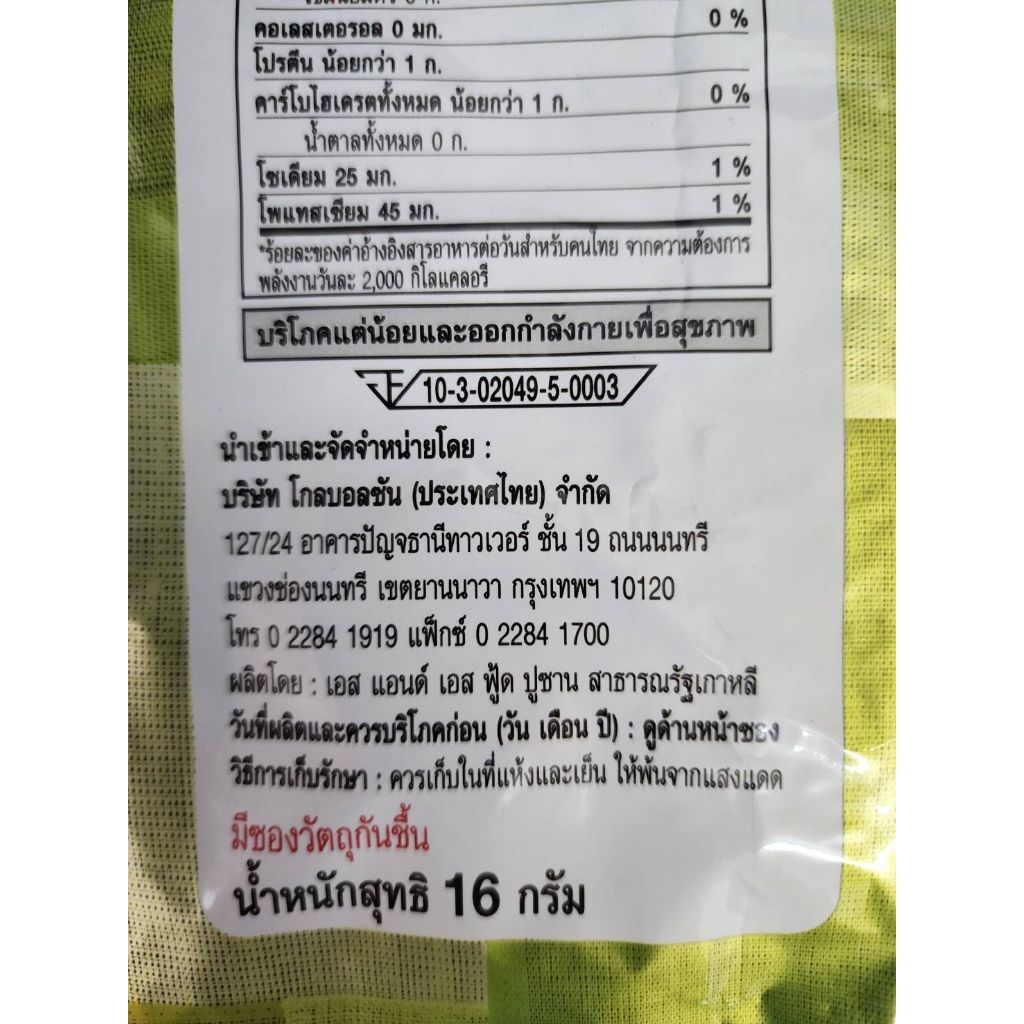 คอเลสเตอรอล 0 มก. 0 %
โปรตีน น้อยกว่า 1 ก.
คาร์โบไฮเดรตทั้งหมด น้อยกว่า 1 ก. 0 %
น้ำตาลทั้งหมด 0 ก.
โซเดียม 25 มก. 1 %
โพแทสเซียม 45 มก. 1 %
*ร้อยละของค่าอ้างอิงสารอาหารต่อวันสำหรับคนไทย จากความต้องการ
พลังงานวันละ 2,000 กิโลแคลอรี
บริโภคแต่น้อยและออกกำลังกายเพื่อสุขภาพ
10-3-02049-5-0003
นำเข้าและจัดจำหน่ายโดย :
บริษัท โกลบอลซัน (ประเทศไทย) จำกัด
127/24 อาคารปัญจธานีทาวเวอร์ ชั้น 19 ถนนนนทรี
แขวงช่องนนทรี เขตยานนาวา กรุงเทพฯ 10120
โทร 0 2284 1919 แฟ็กซ์ 0 2284 1700
ผลิตโดย : เอส แอนด์ เอส ฟู้ด ปูซาน สาธารณรัฐเกาหลี
วันที่ผลิตและควรบริโภคก่อน (วัน เดือน ปี) : ดูด้านหน้าซอง
วิธีการเก็บรักษา : ควรเก็บในที่แห้งและเย็น ให้พ้นจากแสงแดด
มีซองวัตถุกันชื้น
น้ำหนักสุทธิ 16 กรัม